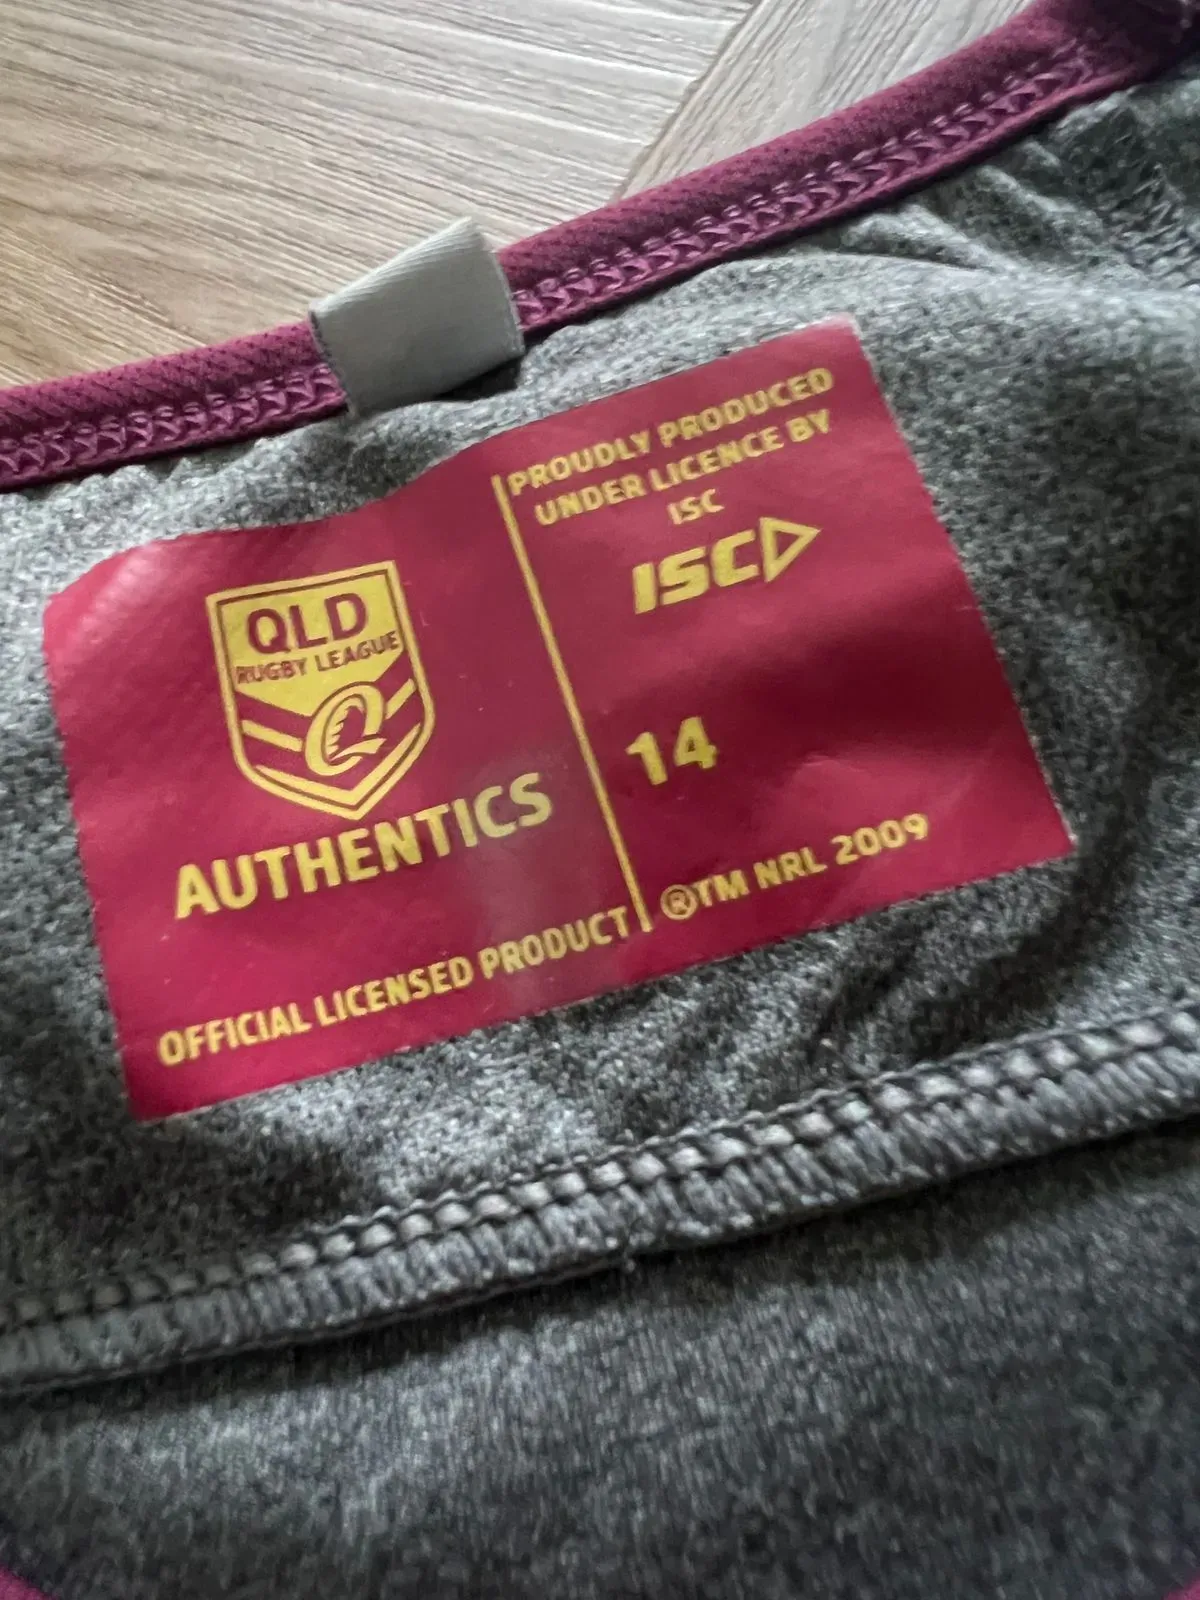 QLD
RUGBY LEAGUE
Q
AUTHENTICS
OFFICIAL LICENSED PRODUCT
PROUDLY PRODUCED
UNDER LICENCE BY
ISC
ISC
14
®TM NRL 2009